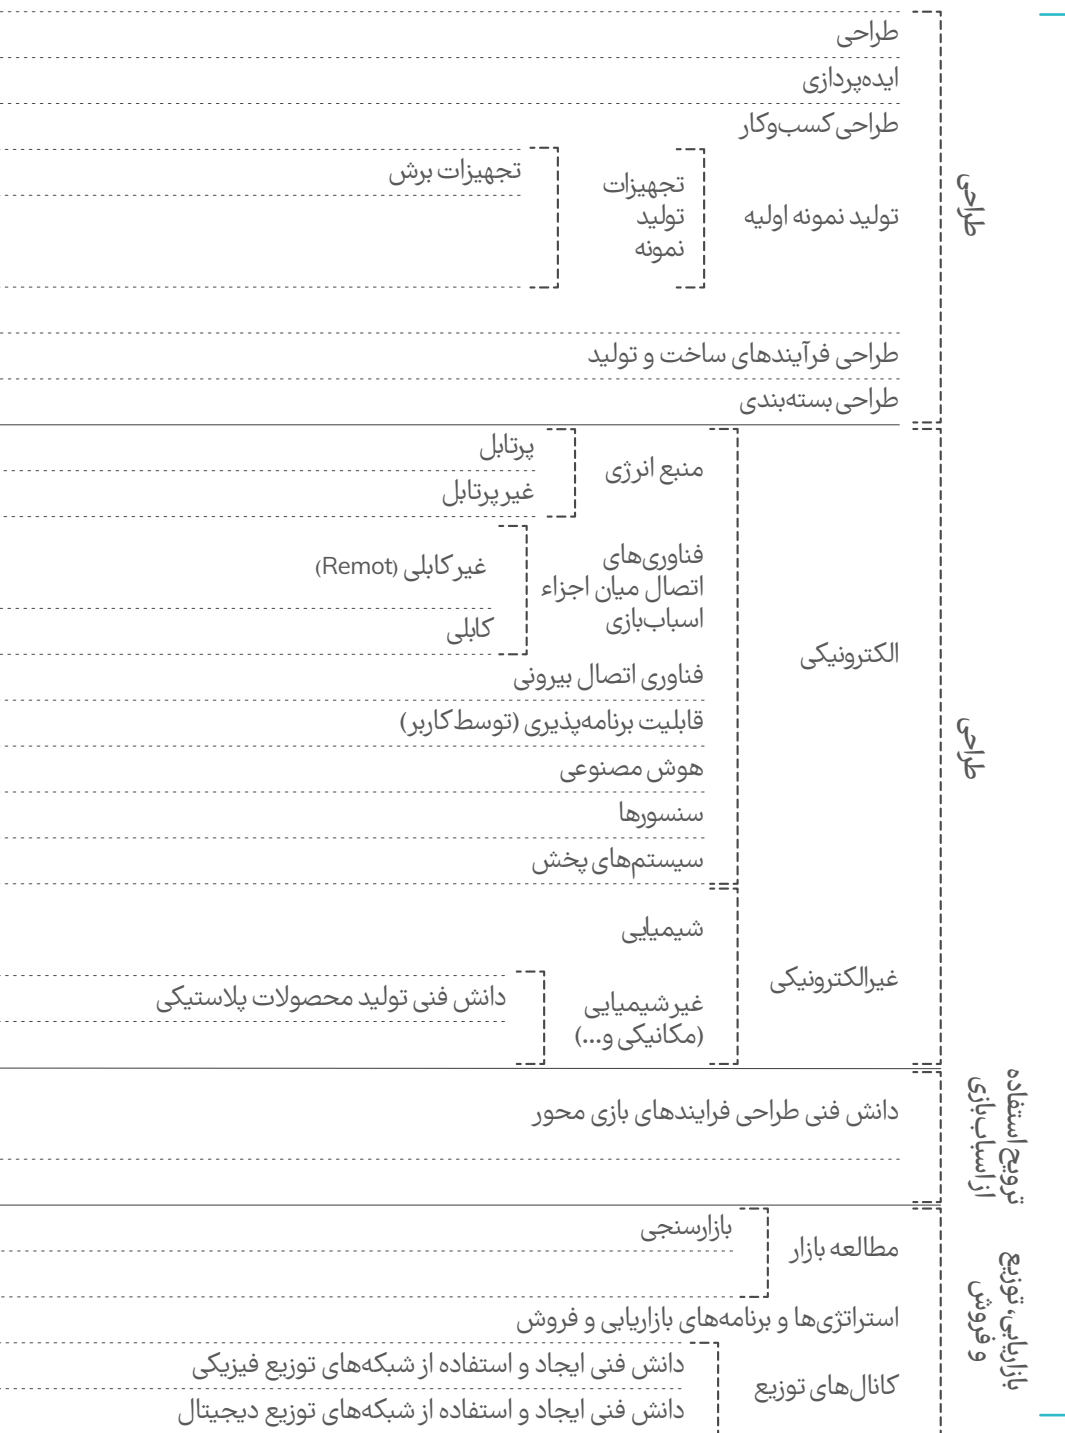 طراحی
طراحی
ایده‌پردازی
طراحی کسب‌وکار
تولید نمونه اولیه
تجهیزات
تولید
نمونه
تجهیزات برش
طراحی فرآیندهای ساخت و تولید
طراحی بسته‌بندی
طراحی
الکترونیکی
منبع انرژی
پرتابل
غیر پرتابل
فناوری‌های
اتصال میان اجزاء
اسباب‌بازی
غیر کابلی (Remot)
کابلی
فناوری اتصال بیرونی
قابلیت برنامه‌پذیری (توسط کاربر)
هوش مصنوعی
سنسورها
سیستم‌های پخش
غیرالکترونیکی
شیمیایی
غیرشیمیایی
(مکانیکی و...)
دانش فنی تولید محصولات پلاستیکی
ترویج استفاده
از اسباب‌بازی
دانش فنی طراحی فرایندهای بازی محور
بازاریابی، توزیع
و فروش
مطالعه بازار
بازارسنجی
استراتژی‌ها و برنامه‌های بازاریابی و فروش
کانال‌های توزیع
دانش فنی ایجاد و استفاده از شبکه‌های توزیع فیزیکی
دانش فنی ایجاد و استفاده از شبکه‌های توزیع دیجیتال